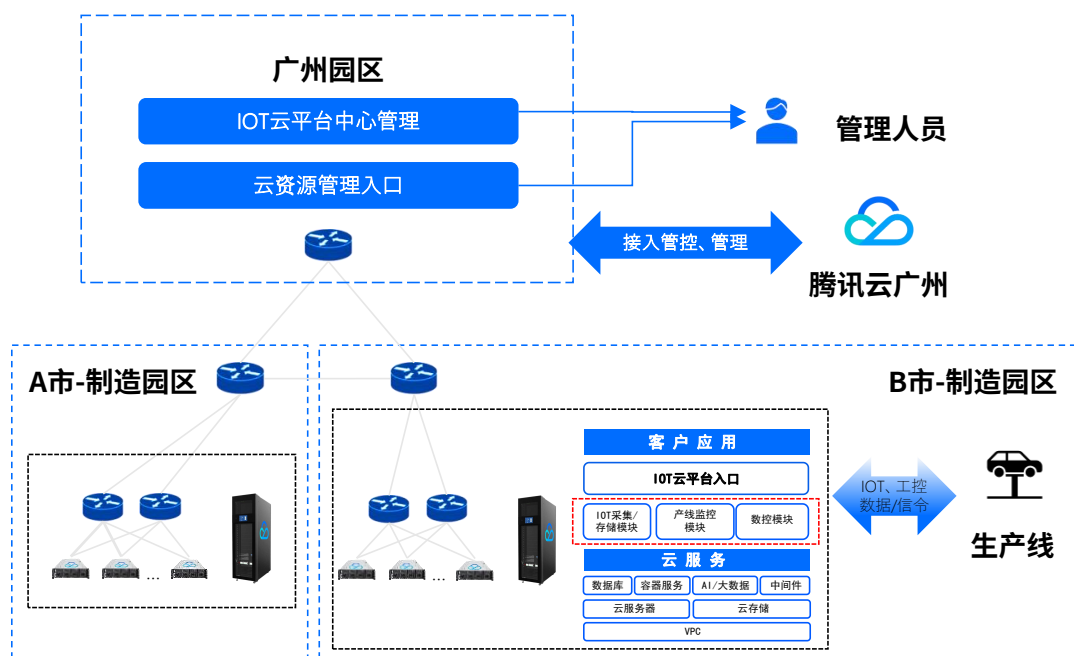 广州园区
IOT云平台中心管理
云资源管理入口
管理人员
接入管控、管理
腾讯云广州
A市-制造园区
B市-制造园区
客户应用
IOT云平台入口
IOT采集/
存储模块
产线监控
模块
数控模块
云服务
数据库
容器服务
AI/大数据
中间件
云服务器
云存储
VPC
IOT、工控
数据/信令
生产线
...
...